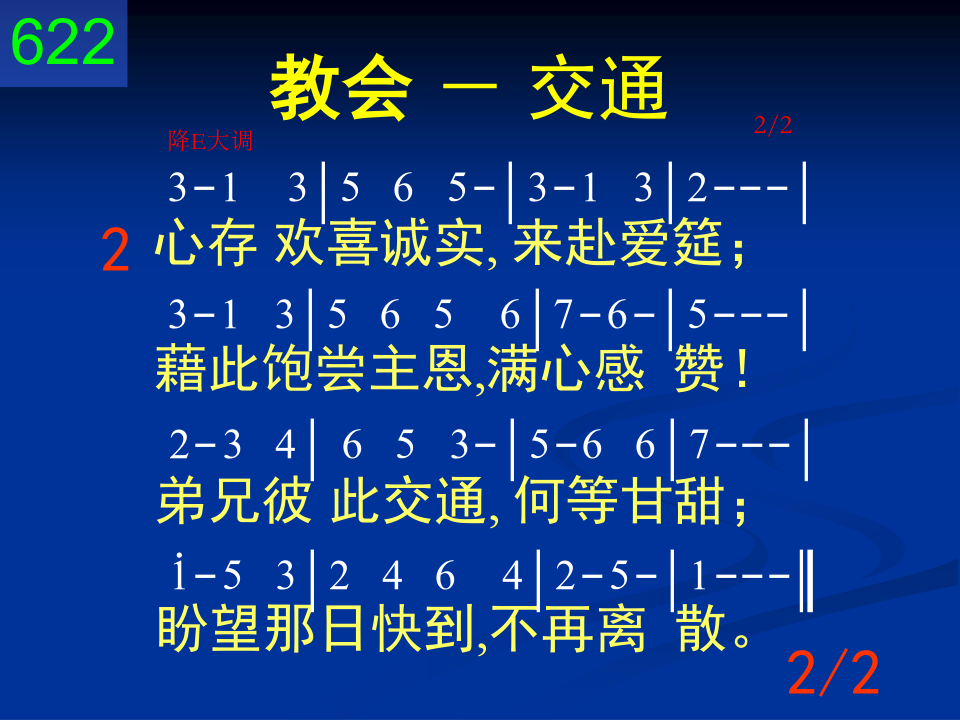 622
教会 － 交通
降E大调 2/2
3-1 3|5 6 5-|3-1 3|2---|
2 心存 欢喜诚实, 来赴爱筵；
3-1 3|5 6 5 6|7-6-|5---|
藉此饱尝主恩,满心感 赞！
2-3 4| 6 5 3-|5-6 6|7---|
弟兄彼 此交通, 何等甘甜；
i-5 3|2 4 6 4|2-5-|1---‖
盼望那日快到,不再离 散。
2/2